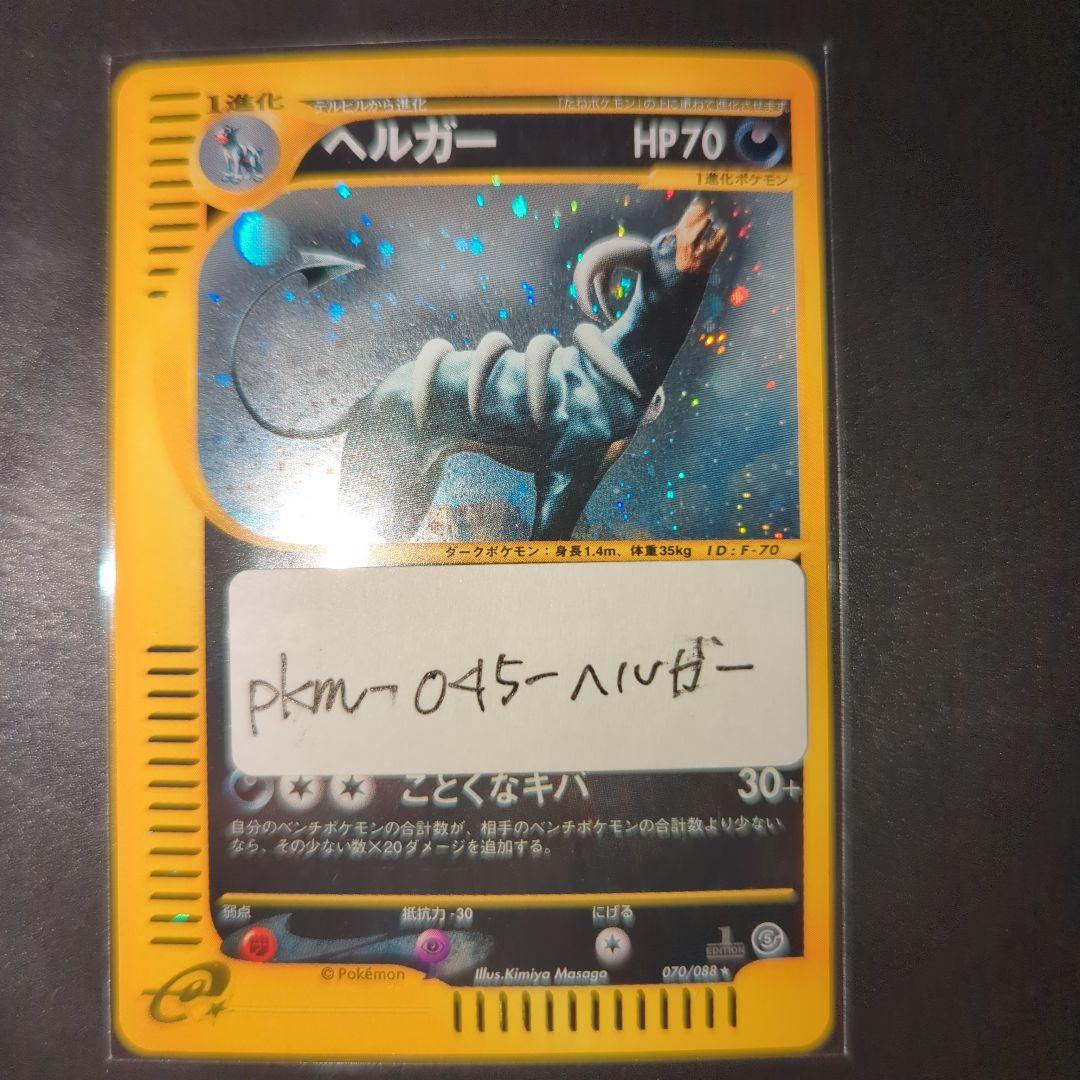 1進化
デルビルから進化
「たねポケモン」の上に重ねて進化させます
ヘルガー HP70
1進化ポケモン
ダークポケモン：身長1.4m、体重35kg ID：F-70
pkm-045-ヘルガー
ことくなキバ 30+
自分のベンチポケモンの合計数が、相手のベンチポケモンの合計数より少ない
なら、その少ない数×20ダメージを追加する。
弱点 抵抗力 -30 にげる
1 EDITION
©Pokémon Illus.Kimiya Masago 070/088★
e